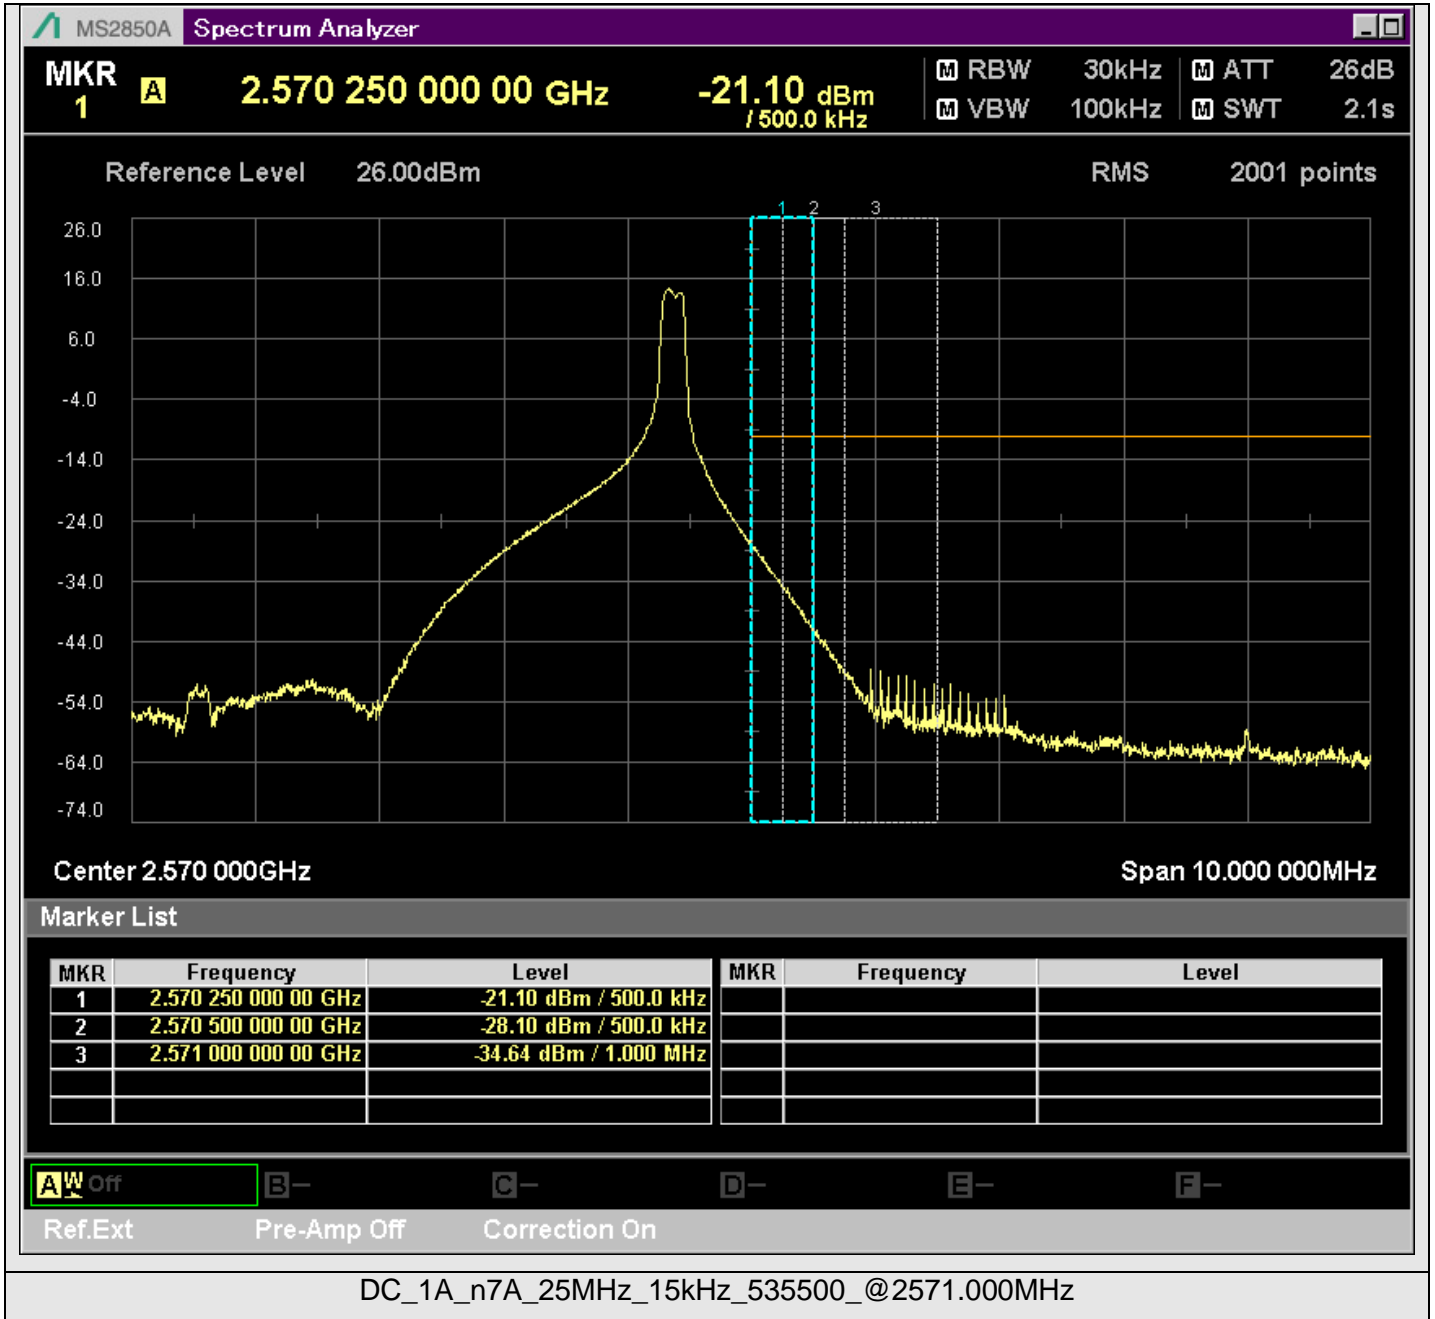 MS2850A Spectrum Analyzer
MKR 1 A 2.570 250 000 00 GHz -21.10 dBm / 500.0 kHz
M RBW 30kHz M ATT 26dB
M VBW 100kHz M SWT 2.1s
Reference Level 26.00dBm RMS 2001 points
1 2 3
26.0
16.0
6.0
-4.0
-14.0
-24.0
-34.0
-44.0
-54.0
-64.0
-74.0
Center 2.570 000GHz Span 10.000 000MHz
Marker List
MKR Frequency Level MKR Frequency Level
1 2.570 250 000 00 GHz -21.10 dBm / 500.0 kHz
2 2.570 500 000 00 GHz -28.10 dBm / 500.0 kHz
3 2.571 000 000 00 GHz -34.64 dBm / 1.000 MHz
A W Off B — C — D — E — F —
Ref.Ext Pre-Amp Off Correction On
DC_1A_n7A_25MHz_15kHz_535500_@2571.000MHz